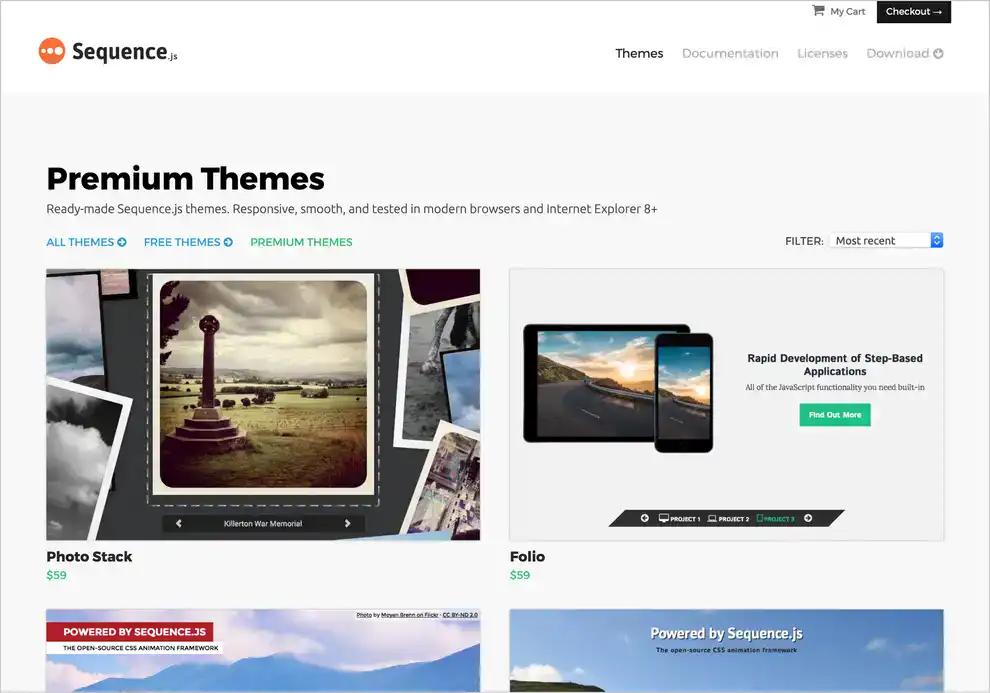 My Cart
Checkout →
Sequence.js
Themes
Documentation
Licenses
Download
Premium Themes
Ready-made Sequence.js themes. Responsive, smooth, and tested in modern browsers and Internet Explorer 8+
ALL THEMES
FREE THEMES
PREMIUM THEMES
FILTER:
Most recent
Killerton War Memorial
Rapid Development of Step-Based
Applications
All of the JavaScript functionality you need built-in
Find Out More
PROJECT 1
PROJECT 2
PROJECT 3
Photo Stack
$59
Folio
$59
Photo by Moyan Brenn on Flickr - CC BY-ND 2.0
POWERED BY SEQUENCE.JS
THE OPEN-SOURCE CSS ANIMATION FRAMEWORK
Powered by Sequence.js
The open-source CSS animation framework